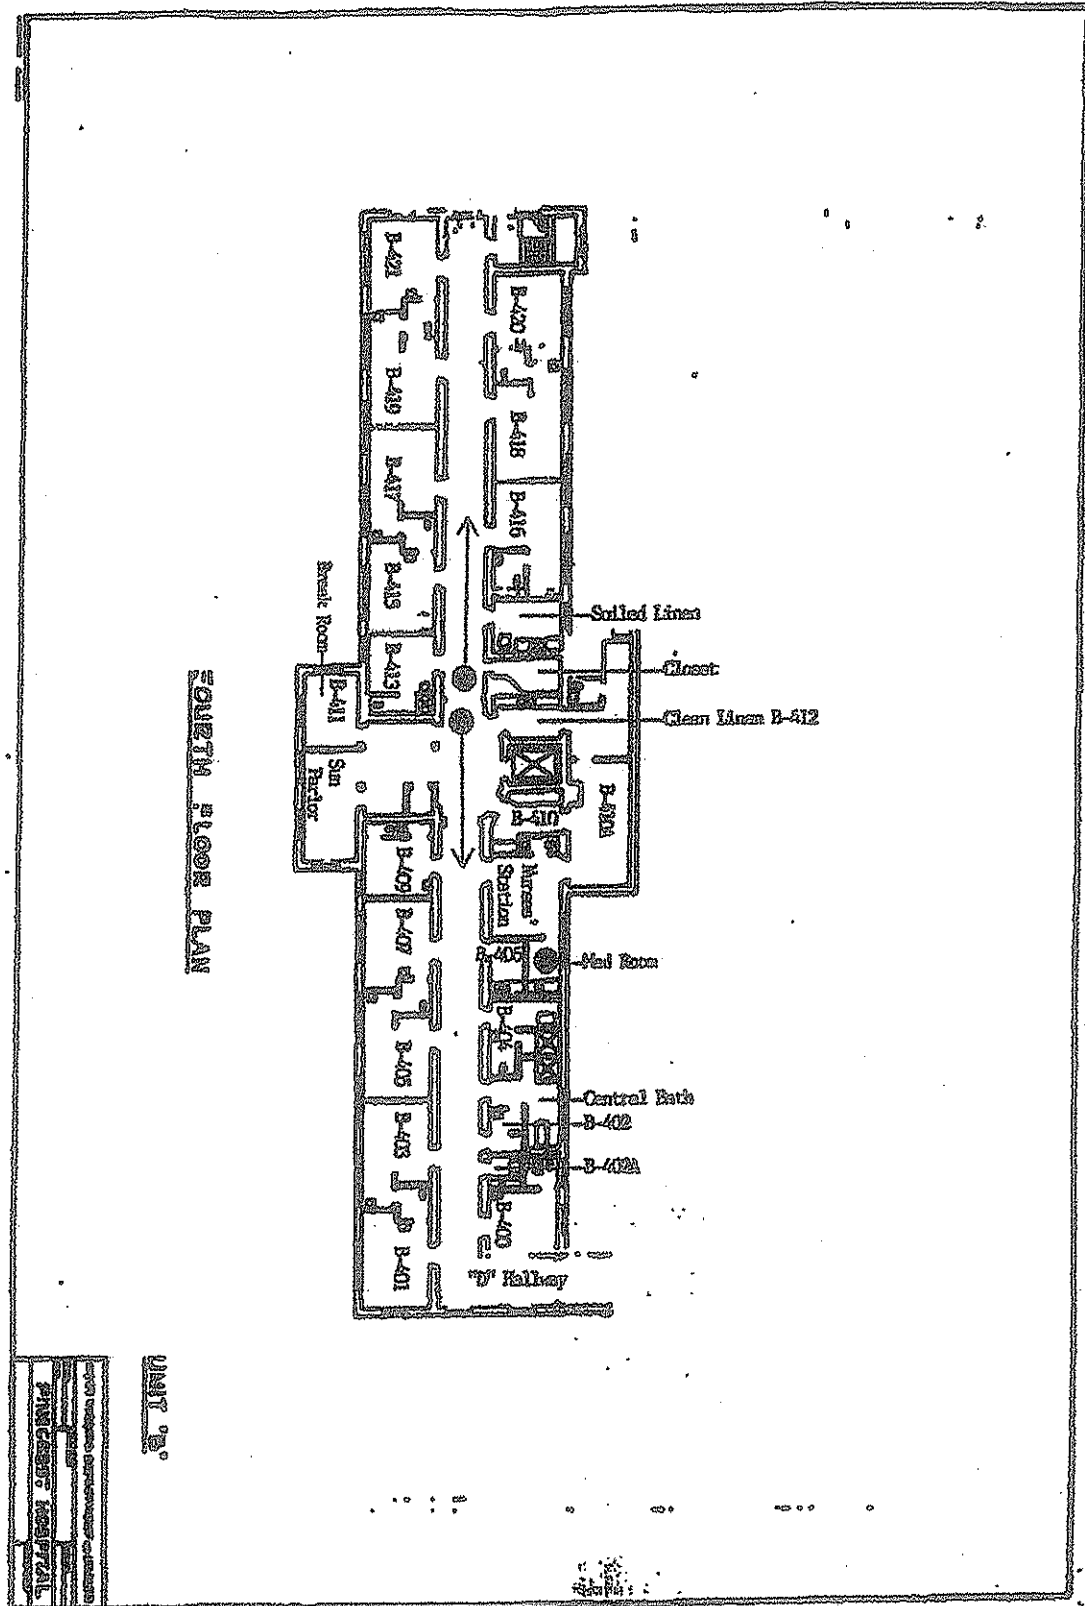 B-421
B-419
B-417
B-415
B-413
Break Room
B-411
Sun
Parlor
B-409
B-407
B-405
B-403
B-401
B-420
B-418
B-416
Soiled Linen
Closet
Clean Linen B-412
B-410A
B-410
Nurses'
Station
B-405
Med Room
B-404
Central Bath
B-402
B-402A
B-400
"D" Hallway
FOURTH FLOOR PLAN
UNIT "B"
HOSPITAL